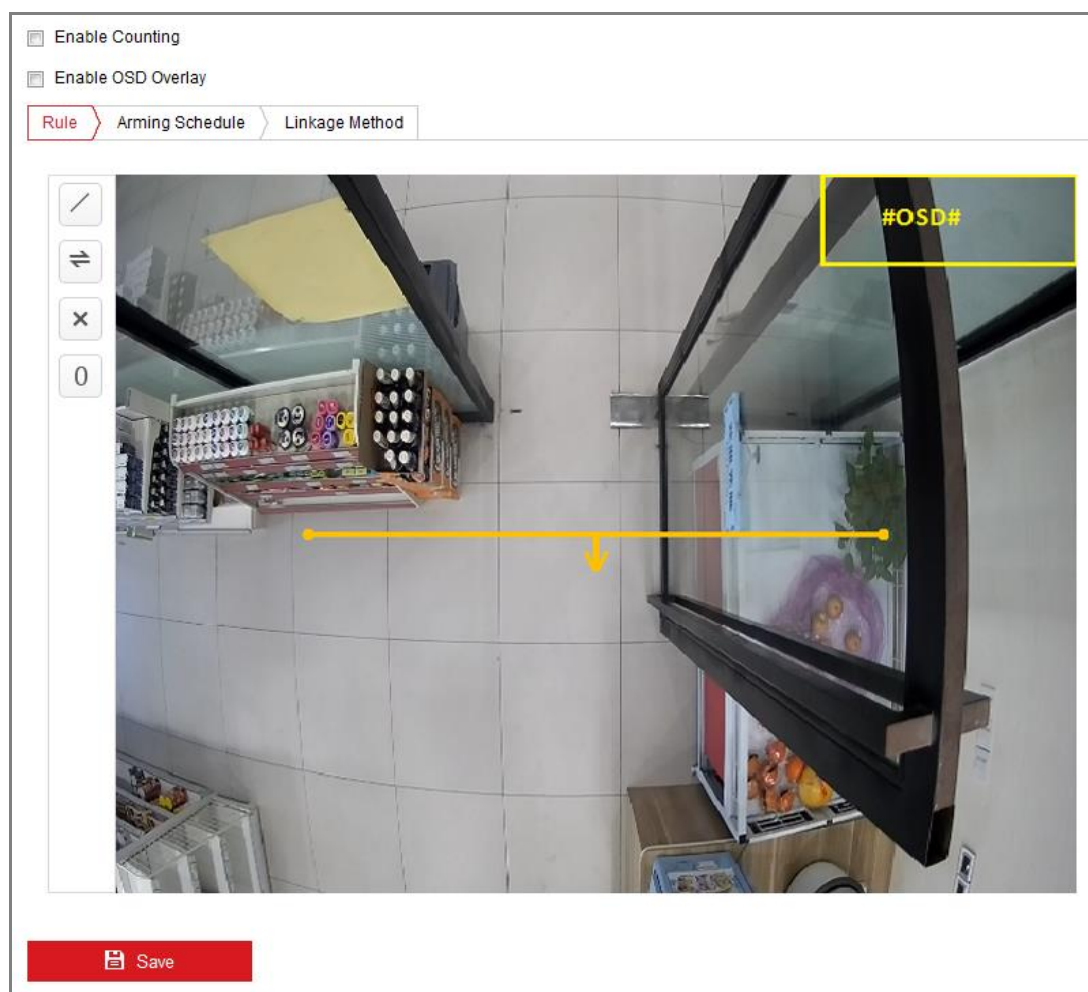 Enable Counting
Enable OSD Overlay
Rule Arming Schedule Linkage Method
#OSD#
0
Save